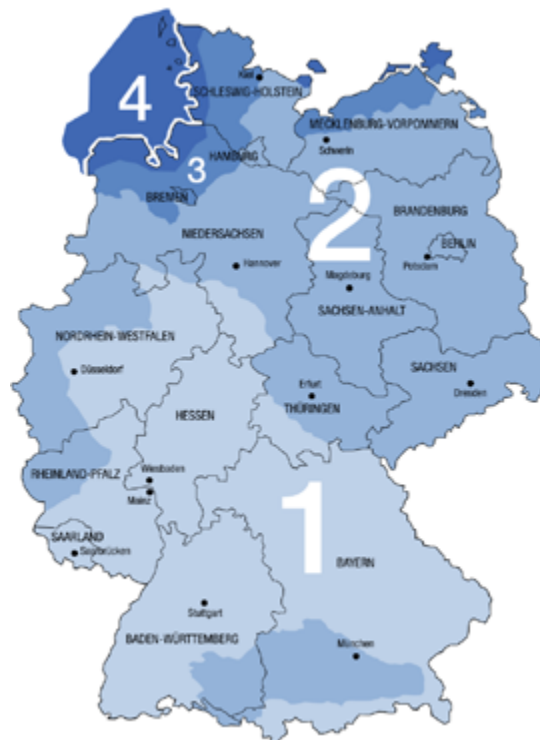 Kiel
SCHLESWIG-HOLSTEIN
4
MECKLENBURG-VORPOMMERN
Schwerin
HAMBURG
3
BREMEN
2
BRANDENBURG
NIEDERSACHSEN
BERLIN
Hannover
Potsdam
Magdeburg
SACHSEN-ANHALT
NORDRHEIN-WESTFALEN
Düsseldorf
SACHSEN
Erfurt
Dresden
THÜRINGEN
HESSEN
RHEINLAND-PFALZ
Wiesbaden
Mainz
1
SAARLAND
Saarbrücken
BAYERN
Stuttgart
BADEN-WÜRTTEMBERG
München